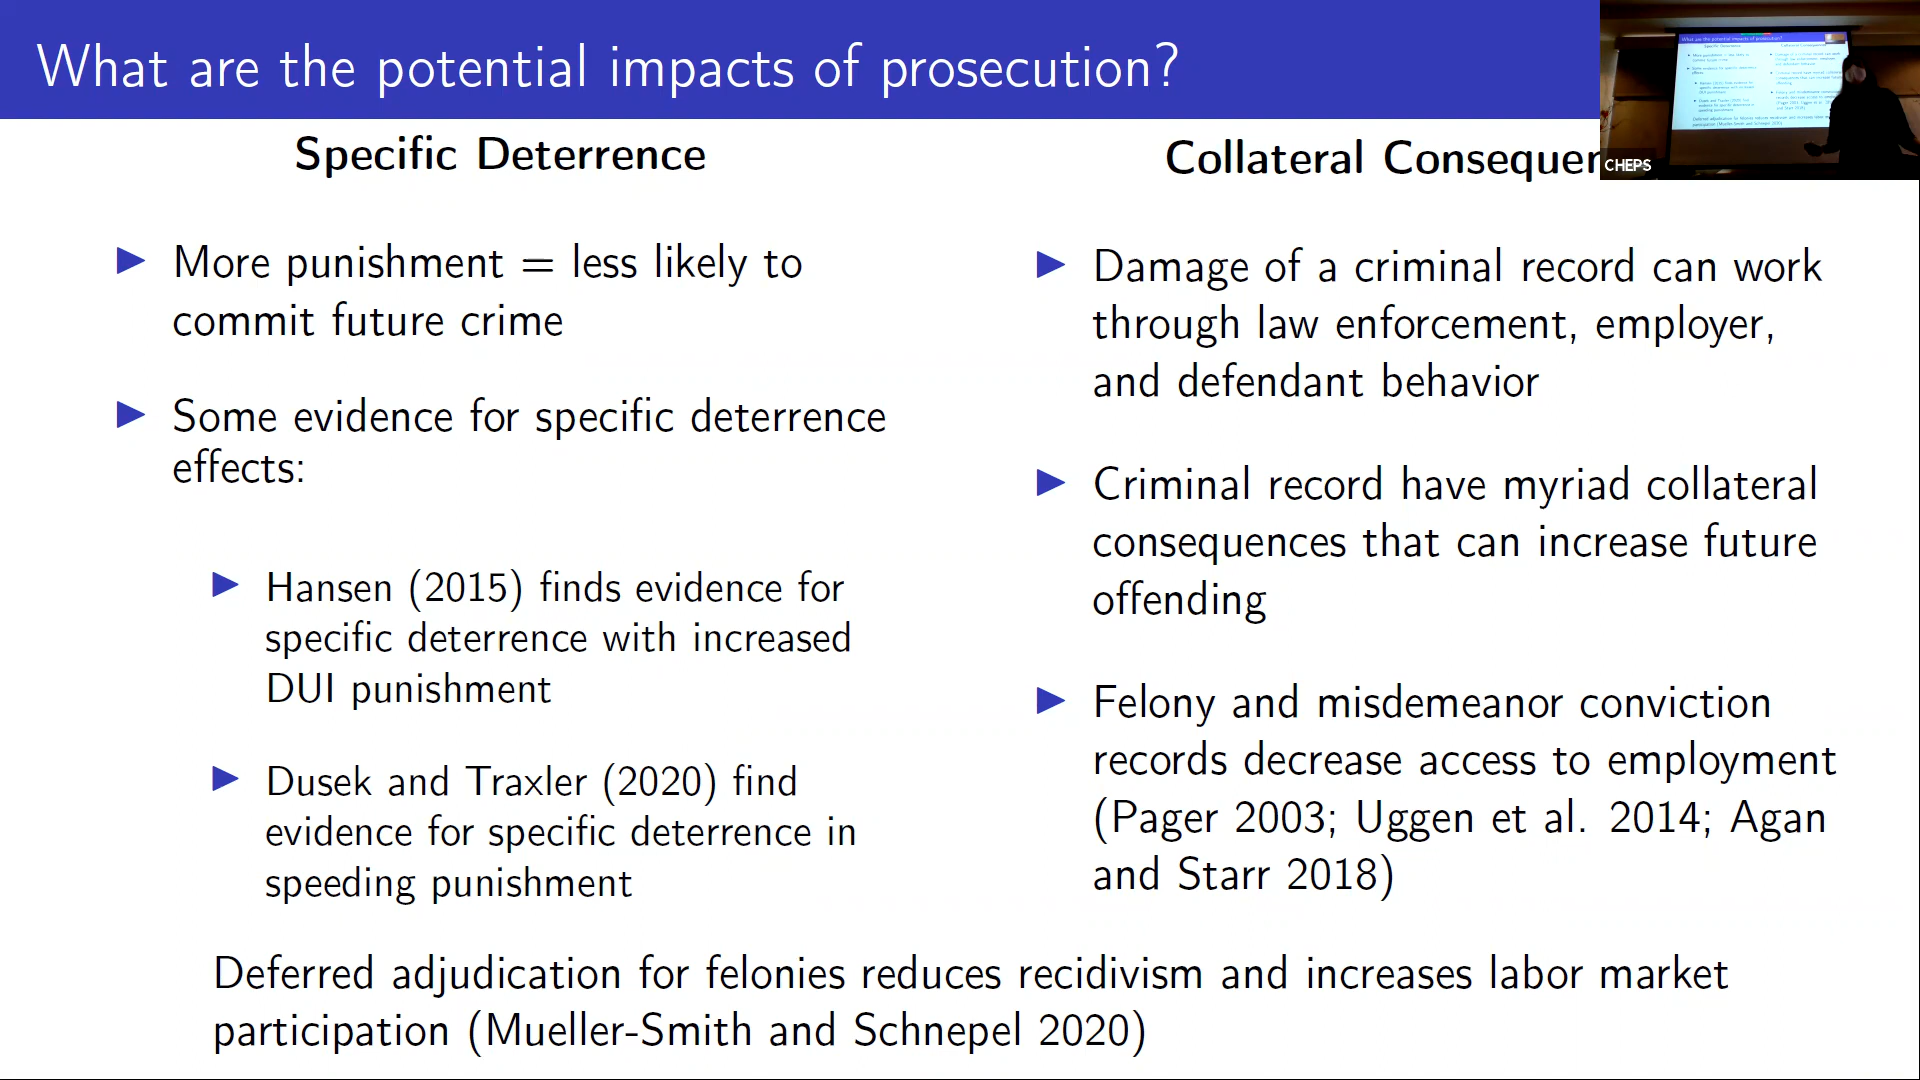 What are the potential impacts of prosecution?
CHEPS
Specific Deterrence
More punishment = less likely to
commit future crime
Some evidence for specific deterrence
effects:
Hansen (2015) finds evidence for
specific deterrence with increased
DUI punishment
Dusek and Traxler (2020) find
evidence for specific deterrence in
speeding punishment
Collateral Consequen
Damage of a criminal record can work
through law enforcement, employer,
and defendant behavior
Criminal record have myriad collateral
consequences that can increase future
offending
Felony and misdemeanor conviction
records decrease access to employment
(Pager 2003; Uggen et al. 2014; Agan
and Starr 2018)
Deferred adjudication for felonies reduces recidivism and increases labor market
participation (Mueller-Smith and Schnepel 2020)